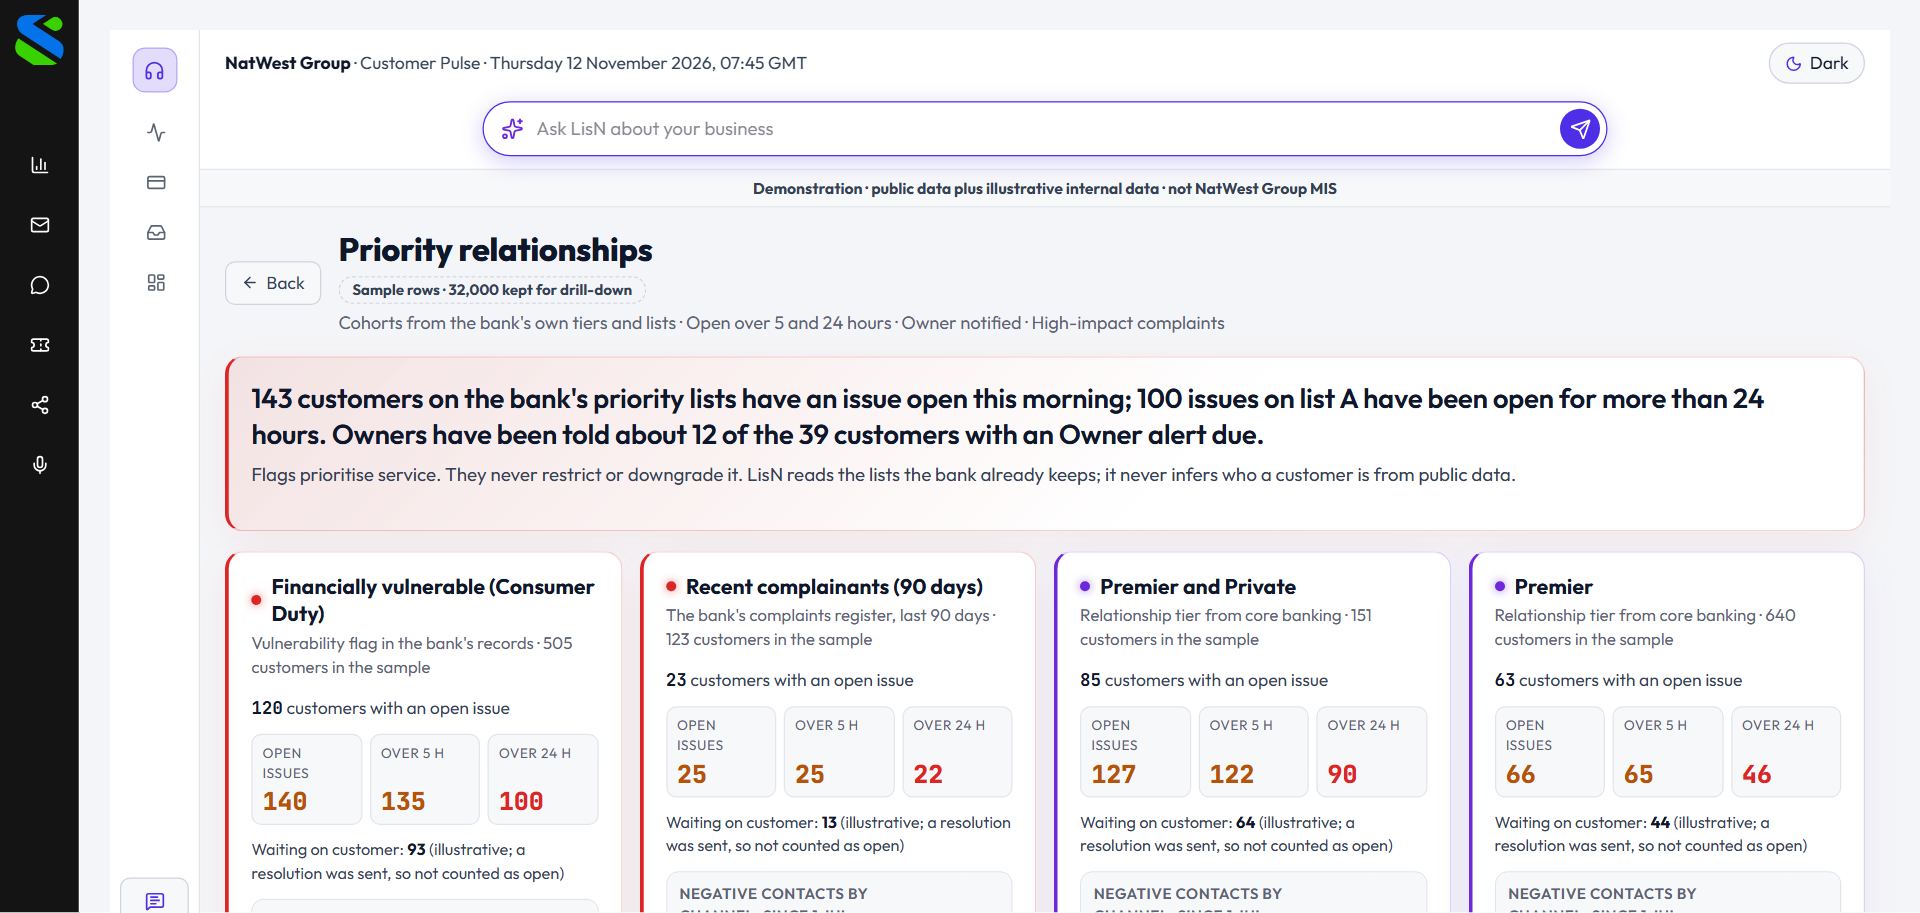 NatWest Group · Customer Pulse · Thursday 12 November 2026, 07:45 GMT
Dark
Ask LisN about your business
Demonstration · public data plus illustrative internal data · not NatWest Group MIS
Back
Priority relationships
Sample rows · 32,000 kept for drill-down
Cohorts from the bank's own tiers and lists · Open over 5 and 24 hours · Owner notified · High-impact complaints
143 customers on the bank's priority lists have an issue open this morning; 100 issues on list A have been open for more than 24
hours. Owners have been told about 12 of the 39 customers with an Owner alert due.
Flags prioritise service. They never restrict or downgrade it. LisN reads the lists the bank already keeps; it never infers who a customer is from public data.
Financially vulnerable (Consumer
Duty)
Vulnerability flag in the bank's records · 505
customers in the sample
120 customers with an open issue
OPEN
ISSUES
140
OVER 5 H
135
OVER 24 H
100
Waiting on customer: 93 (illustrative; a
resolution was sent, so not counted as open)
Recent complainants (90 days)
The bank's complaints register, last 90 days ·
123 customers in the sample
23 customers with an open issue
OPEN
ISSUES
25
OVER 5 H
25
OVER 24 H
22
Waiting on customer: 13 (illustrative; a resolution
was sent, so not counted as open)
NEGATIVE CONTACTS BY
Premier and Private
Relationship tier from core banking · 151
customers in the sample
85 customers with an open issue
OPEN
ISSUES
127
OVER 5 H
122
OVER 24 H
90
Waiting on customer: 64 (illustrative; a
resolution was sent, so not counted as open)
NEGATIVE CONTACTS BY
Premier
Relationship tier from core banking · 640
customers in the sample
63 customers with an open issue
OPEN
ISSUES
66
OVER 5 H
65
OVER 24 H
46
Waiting on customer: 44 (illustrative; a
resolution was sent, so not counted as open)
NEGATIVE CONTACTS BY